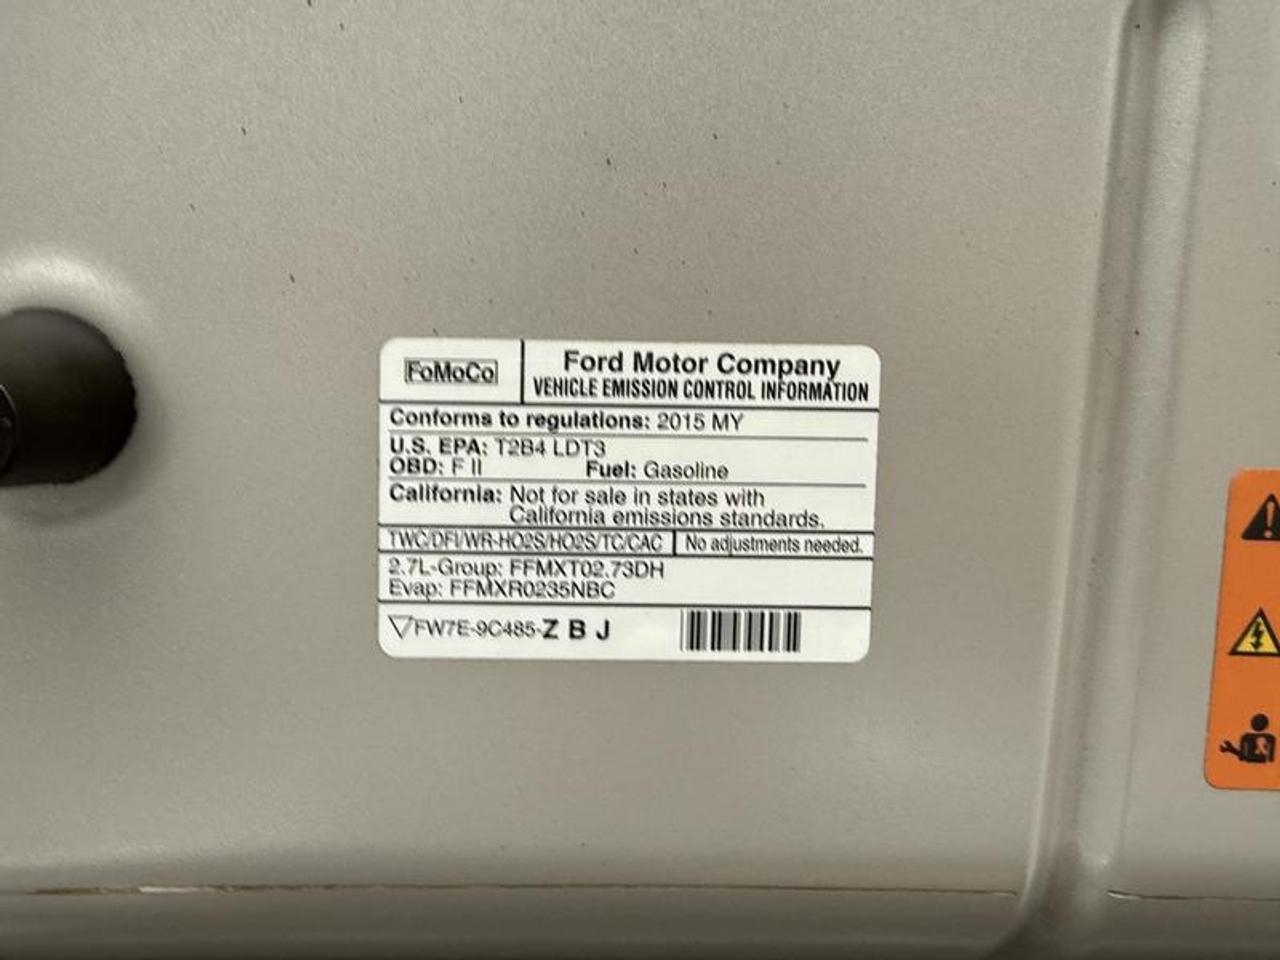 FoMoCo
Ford Motor Company
VEHICLE EMISSION CONTROL INFORMATION
Conforms to regulations: 2015 MY
U.S. EPA: T2B4 LDT3
OBD: F II Fuel: Gasoline
California: Not for sale in states with
California emissions standards.
TWC/DFI/WR-HO2S/HO2S/TC/CAC No adjustments needed.
2.7L-Group: FFMXT02.73DH
Evap: FFMXR0235NBC
FW7E-9C485-Z B J